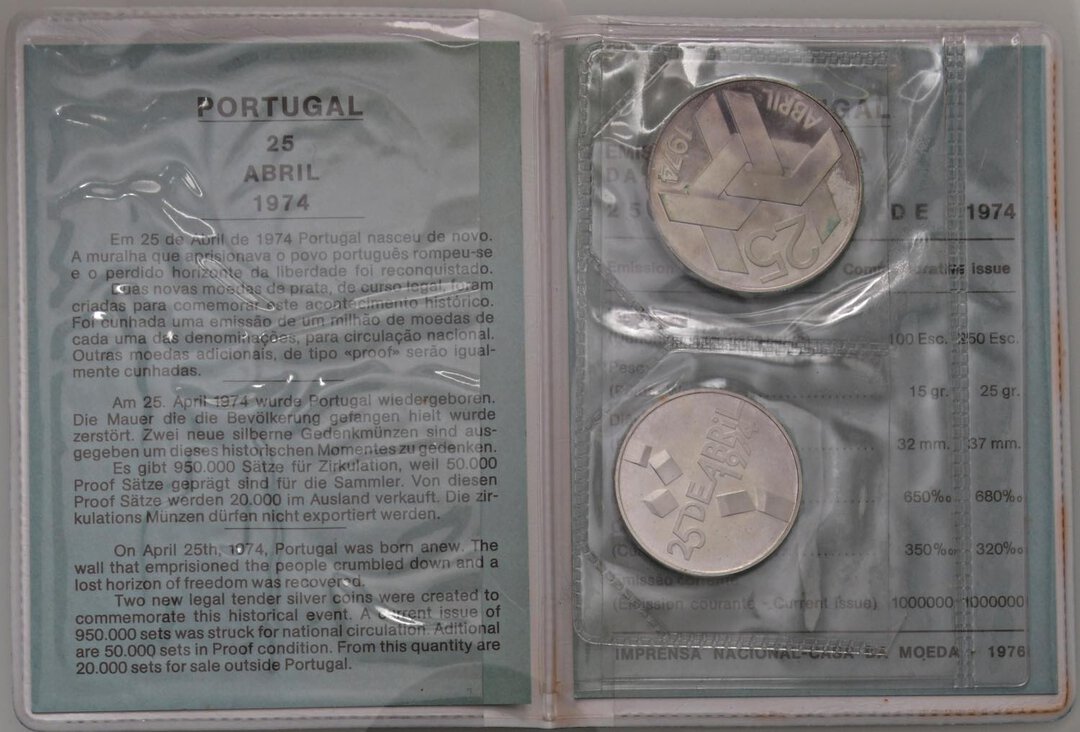 PORTUGAL
25
ABRIL
1974
Em 25 de Abril de 1974 Portugal nasceu de novo.
A muralha que aprisionava o povo português rompeu-se
e o perdido horizonte da liberdade foi reconquistado.
Duas novas moedas de prata, de curso legal, foram
criadas para comemorar este acontecimento histórico.
Foi cunhada uma emissão de um milhão de moedas de
cada uma das denominações, para circulação nacional.
Outras moedas adicionais, de tipo «proof» serão igual-
mente cunhadas.
Am 25. April 1974 wurde Portugal wiedergeboren.
Die Mauer die die Bevölkerung gefangen hielt wurde
zerstört. Zwei neue silberne Gedenkmünzen sind aus-
gegeben um dieses historischen Momentes zu gedenken.
Es gibt 950.000 Sätze für Zirkulation, weil 50.000
Proof Sätze geprägt sind für die Sammler. Von diesen
Proof Sätze werden 20.000 im Ausland verkauft. Die zir-
kulations Münzen dürfen nicht exportiert werden.
On April 25th, 1974, Portugal was born anew. The
wall that emprisioned the people crumbled down and a
lost horizon of freedom was recovered.
Two new legal tender silver coins were created to
commemorate this historical event. A current issue of
950.000 sets was struck for national circulation. Aditional
are 50.000 sets in Proof condition. From this quantity are
20.000 sets for sale outside Portugal.
25 ABRIL 1974
DE 1974
issue
100 Esc. 250 Esc.
15 gr. 25 gr.
32 mm. 37 mm.
650‰ 680‰
350‰ 320‰
(Emission courante - Current issue) 1000000 1000000
IMPRENSA NACIONAL-CASA DA MOEDA - 1976
25 DE ABRIL